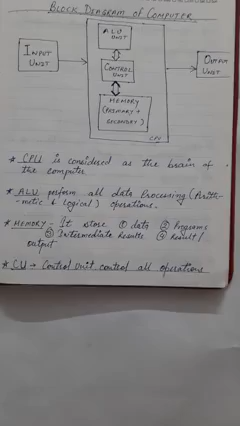 BLOCK DIAGRAM OF COMPUTER
ALU
UNIT
INPUT
UNIT
CONTROL
UNIT
OUTPUT
UNIT
MEMORY
(PRIMARY +
SECONDARY)
CPU
* CPU is considered as the brain of
the computer
* ALU perform all data Processing (Arith-
-metic & Logical) operations.
* MEMORY - It store ① data ② Programs
③ Intermediate Results ④ Result/
output.
* CU → Control unit control all operations